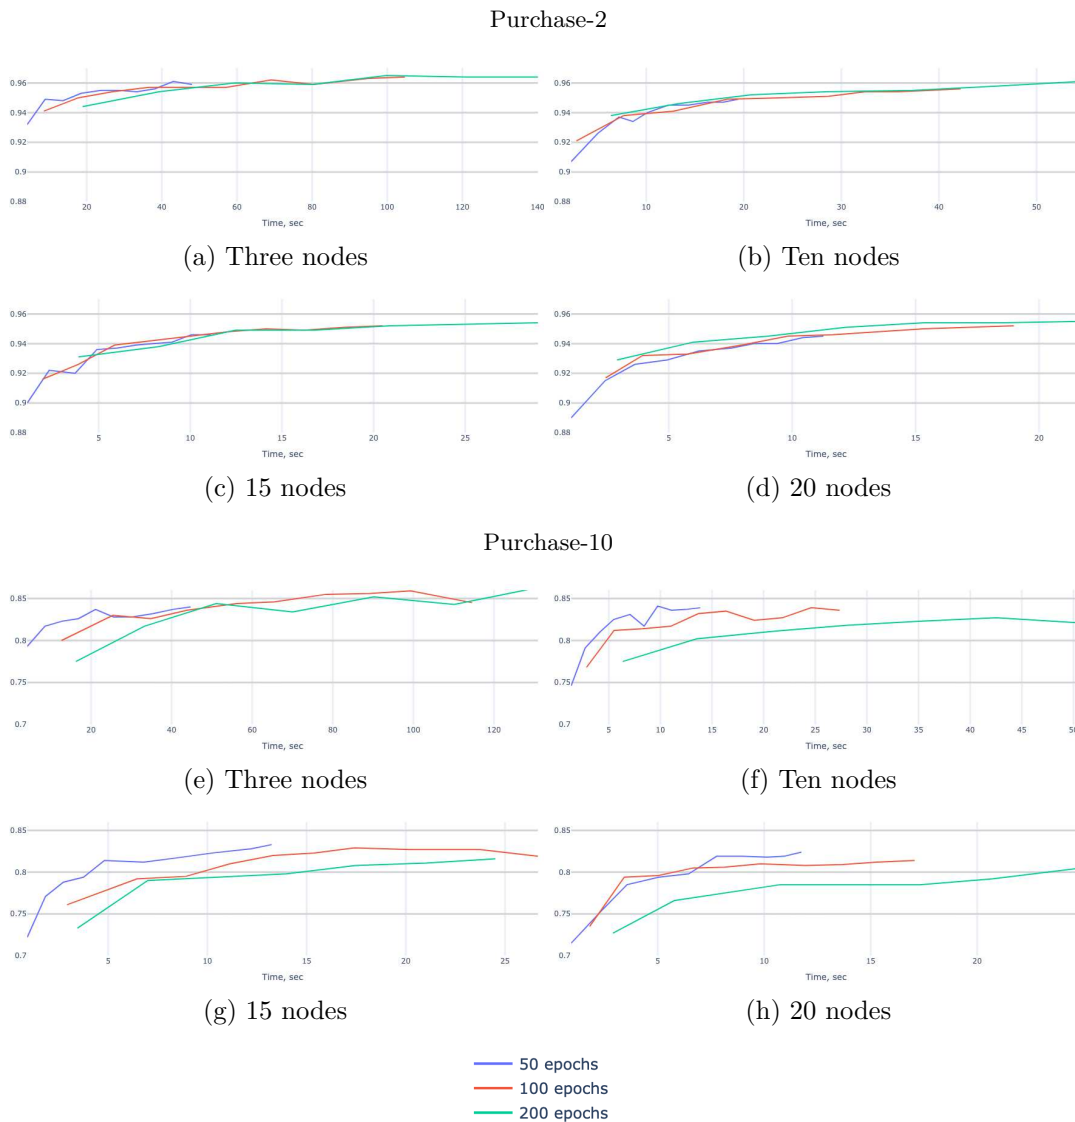 Purchase-2
0.96
0.94
0.92
0.9
0.88
20 40 60 80 100 120 140
Time, sec
(a) Three nodes
0.96
0.94
0.92
0.9
0.88
10 20 30 40 50
Time, sec
(b) Ten nodes
0.96
0.94
0.92
0.9
0.88
5 10 15 20 25
Time, sec
(c) 15 nodes
0.96
0.94
0.92
0.9
0.88
5 10 15 20
Time, sec
(d) 20 nodes
Purchase-10
0.85
0.8
0.75
0.7
20 40 60 80 100 120
Time, sec
(e) Three nodes
0.85
0.8
0.75
0.7
5 10 15 20 25 30 35 40 45 50
Time, sec
(f) Ten nodes
0.85
0.8
0.75
0.7
5 10 15 20 25
Time, sec
(g) 15 nodes
0.85
0.8
0.75
0.7
5 10 15 20
Time, sec
(h) 20 nodes
50 epochs
100 epochs
200 epochs